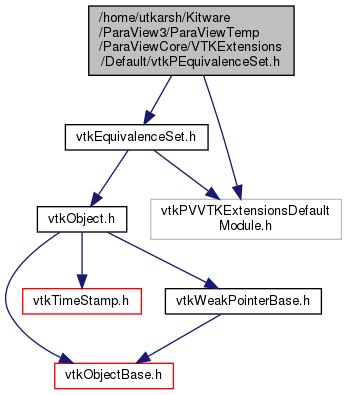 /home/utkarsh/Kitware
/ParaView3/ParaViewTemp
/ParaViewCore/VTKExtensions
/Default/vtkPEquivalenceSet.h
vtkEquivalenceSet.h
vtkPVVTKExtensionsDefault
Module.h
vtkObject.h
vtkTimeStamp.h
vtkWeakPointerBase.h
vtkObjectBase.h